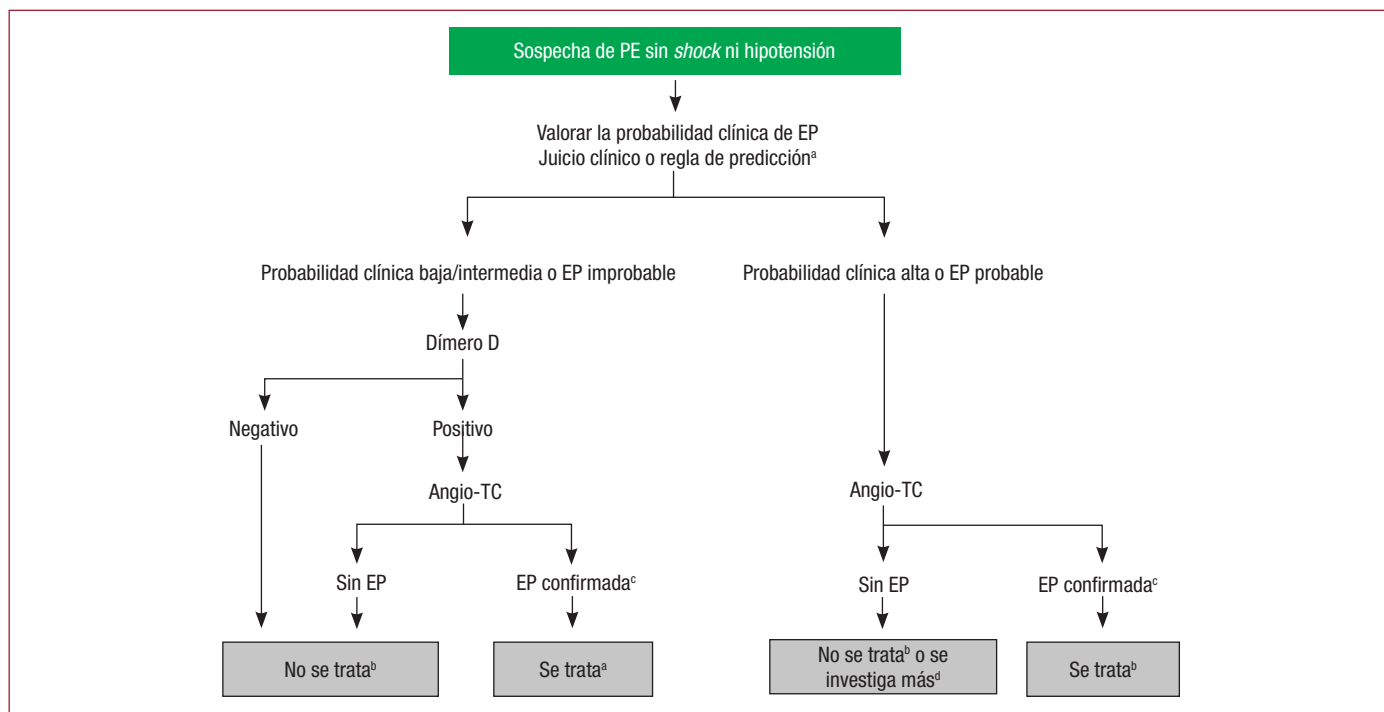 Sospecha de PE sin shock ni hipotensión
Valorar la probabilidad clínica de EP
Juicio clínico o regla de predicciónᵃ
Probabilidad clínica baja/intermedia o EP improbable
Probabilidad clínica alta o EP probable
Dímero D
Negativo
Positivo
Angio-TC
Angio-TC
Sin EP
EP confirmadaᶜ
Sin EP
EP confirmadaᶜ
No se trataᵇ
Se trataᵃ
No se trataᵇ o se
investiga másᵈ
Se trataᵇ